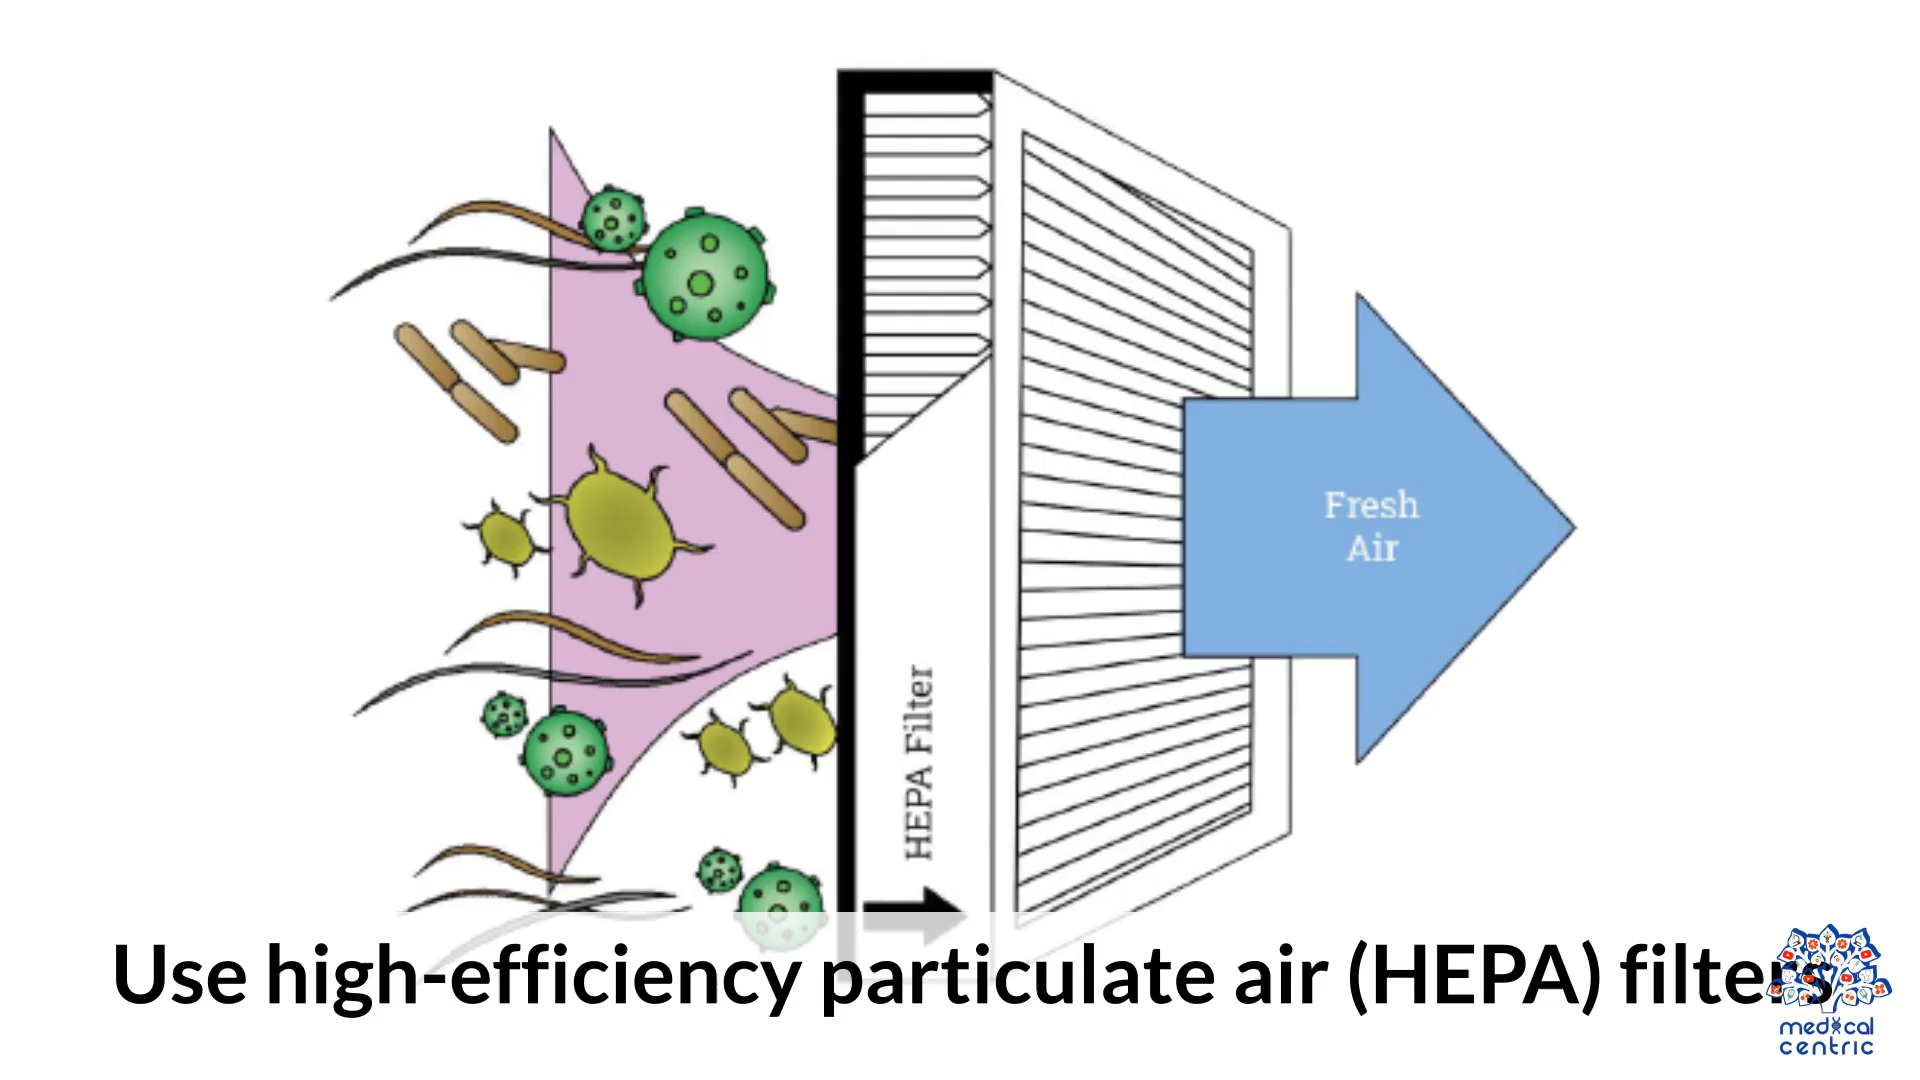 Fresh
Air
HEPA Filter
Use high-efficiency particulate air (HEPA) filters
medical
centric